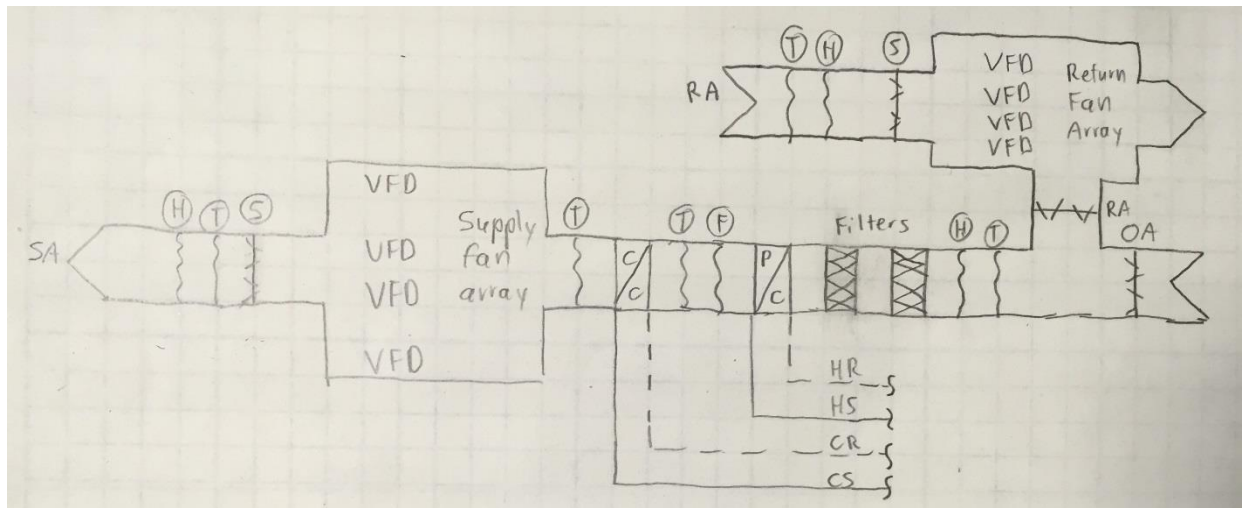 T H S
RA
VFD
VFD
VFD
VFD
Return
Fan
Array
H T S
SA
VFD
VFD
VFD
VFD
Supply
fan
array
T
C/C
T F
P/C
Filters
H T
RA
OA
HR
HS
CR
CS